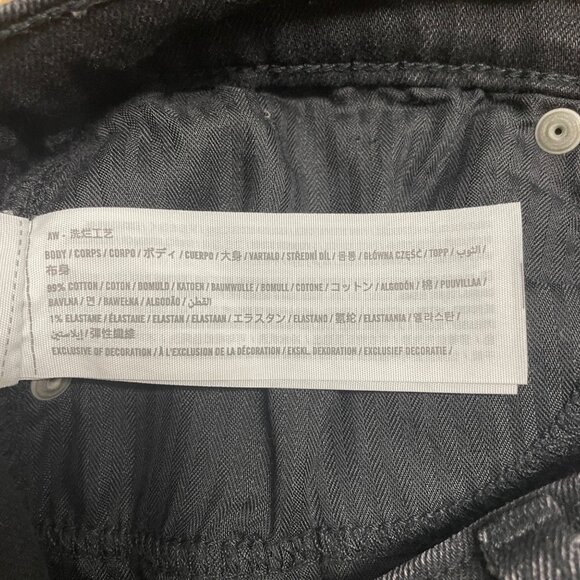 AW - 洗烂工艺
BODY / CORPS / CORPO / ボディ / CUERPO / 大身 / VARTALO / STŘEDNÍ DÍL / 몸통 / GŁÓWNA CZĘŚĆ / TOPP / الثوب /
布身
99% COTTON / COTON / BOMULD / KATOEN / BAUMWOLLE / BOMULL / COTONE / コットン / ALGODÓN / 棉 / PUUVILLAA /
BAVLNA / 면 / BAWEŁNA / ALGODÃO / القطن /
1% ELASTANE / ÉLASTANE / ELASTAN / ELASTAAN / エラスタン / ELASTANO / 氨纶 / ELASTAANIA / 엘라스탄 /
إيلاستين / 彈性纖維
EXCLUSIVE OF DECORATION / À L'EXCLUSION DE LA DÉCORATION / EKSKL. DEKORATION / EXCLUSIEF DECORATIE /